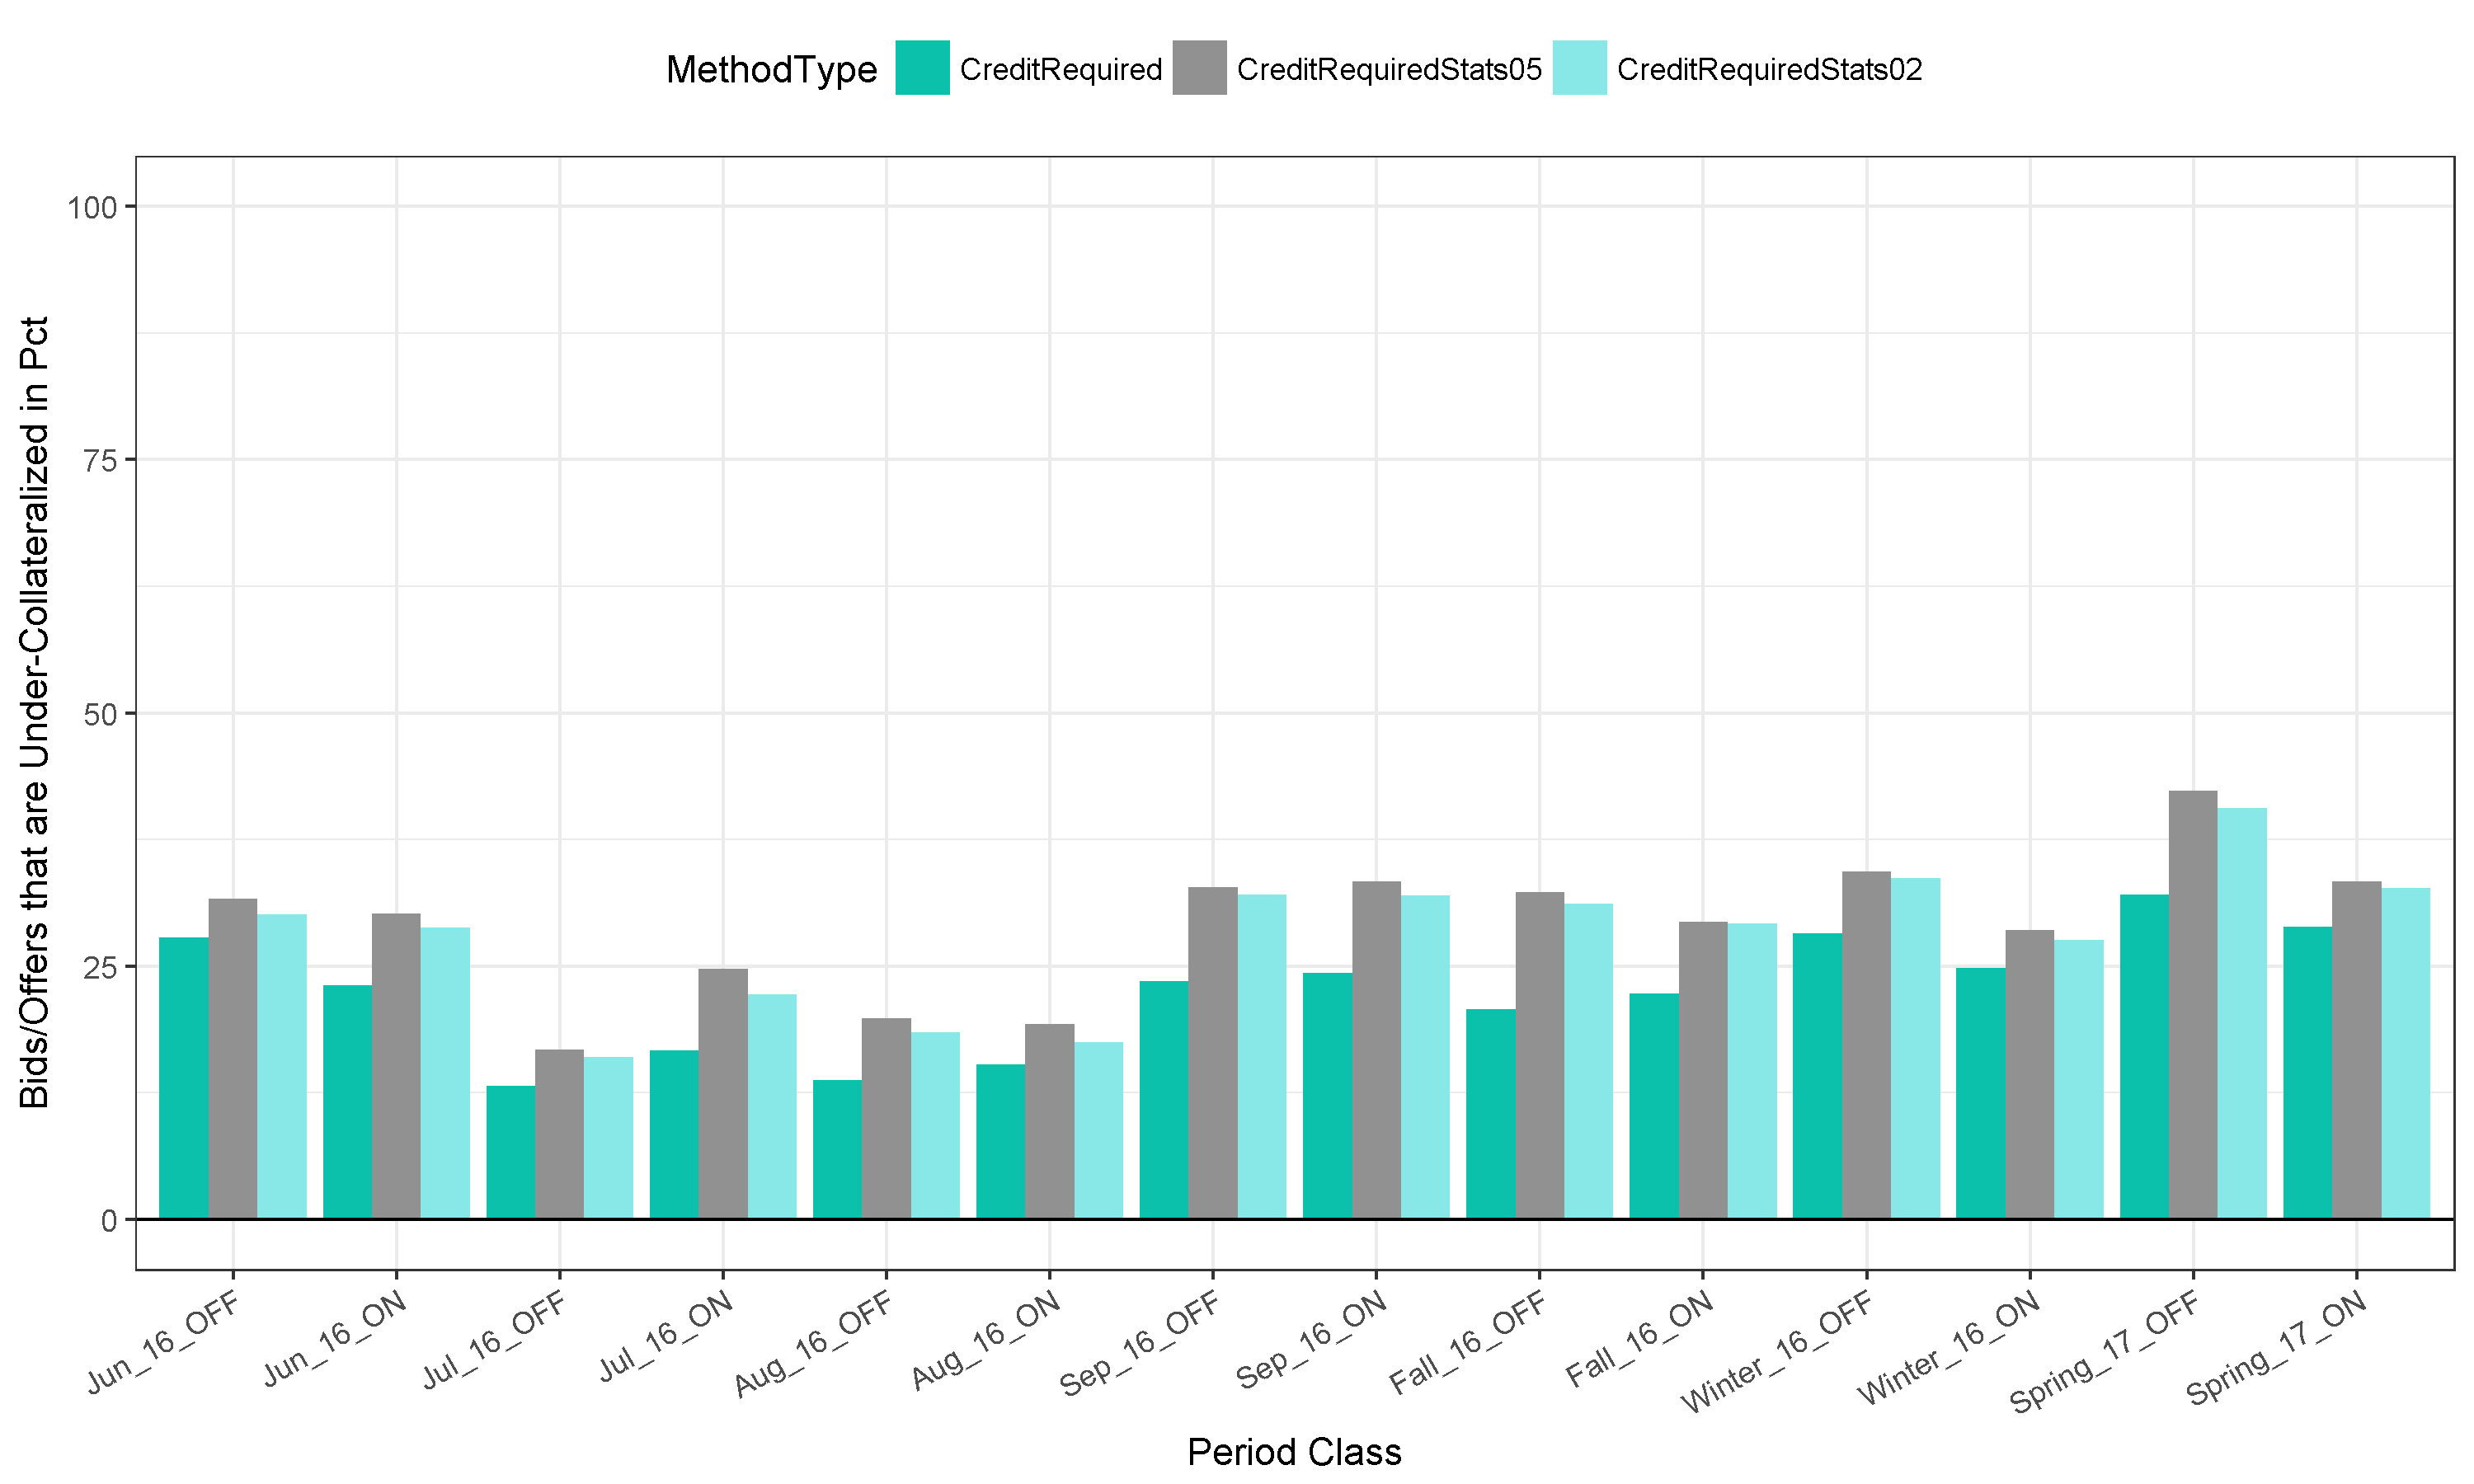 MethodType CreditRequired CreditRequiredStats05 CreditRequiredStats02
Bids/Offers that are Under-Collateralized in Pct
100
75
50
25
0
Jun_16_OFF
Jun_16_ON
Jul_16_OFF
Jul_16_ON
Aug_16_OFF
Aug_16_ON
Sep_16_OFF
Sep_16_ON
Fall_16_OFF
Fall_16_ON
Winter_16_OFF
Winter_16_ON
Spring_17_OFF
Spring_17_ON
Period Class